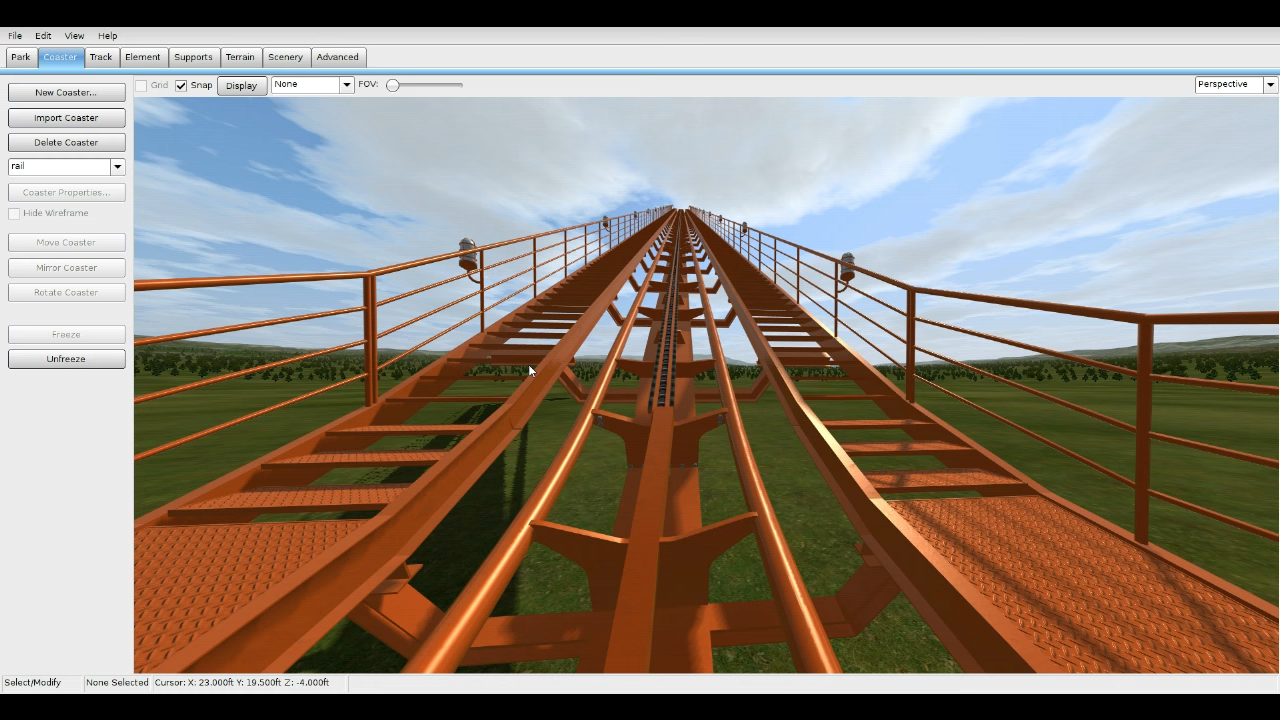 File Edit View Help
Park Coaster Track Element Supports Terrain Scenery Advanced
Grid Snap Display None FOV: Perspective
New Coaster...
Import Coaster
Delete Coaster
rail
Coaster Properties...
Hide Wireframe
Move Coaster
Mirror Coaster
Rotate Coaster
Freeze
Unfreeze
Select/Modify None Selected Cursor: X: 23.000ft Y: 19.500ft Z: -4.000ft